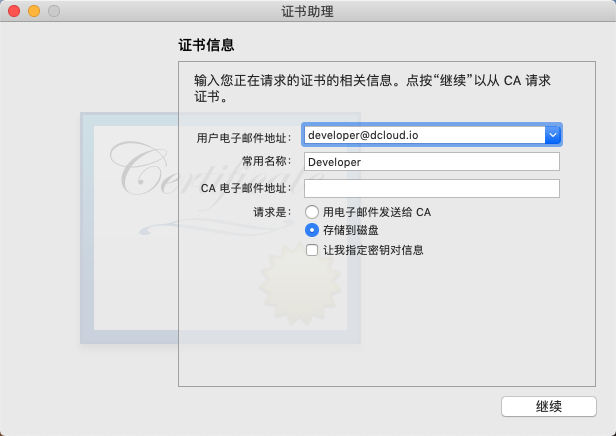 证书助理
证书信息
输入您正在请求的证书的相关信息。点按“继续”以从 CA 请求
证书。
用户电子邮件地址： developer@dcloud.io
常用名称： Developer
CA 电子邮件地址：
请求是： 用电子邮件发送给 CA
存储到磁盘
让我指定密钥对信息
Certificate
继续